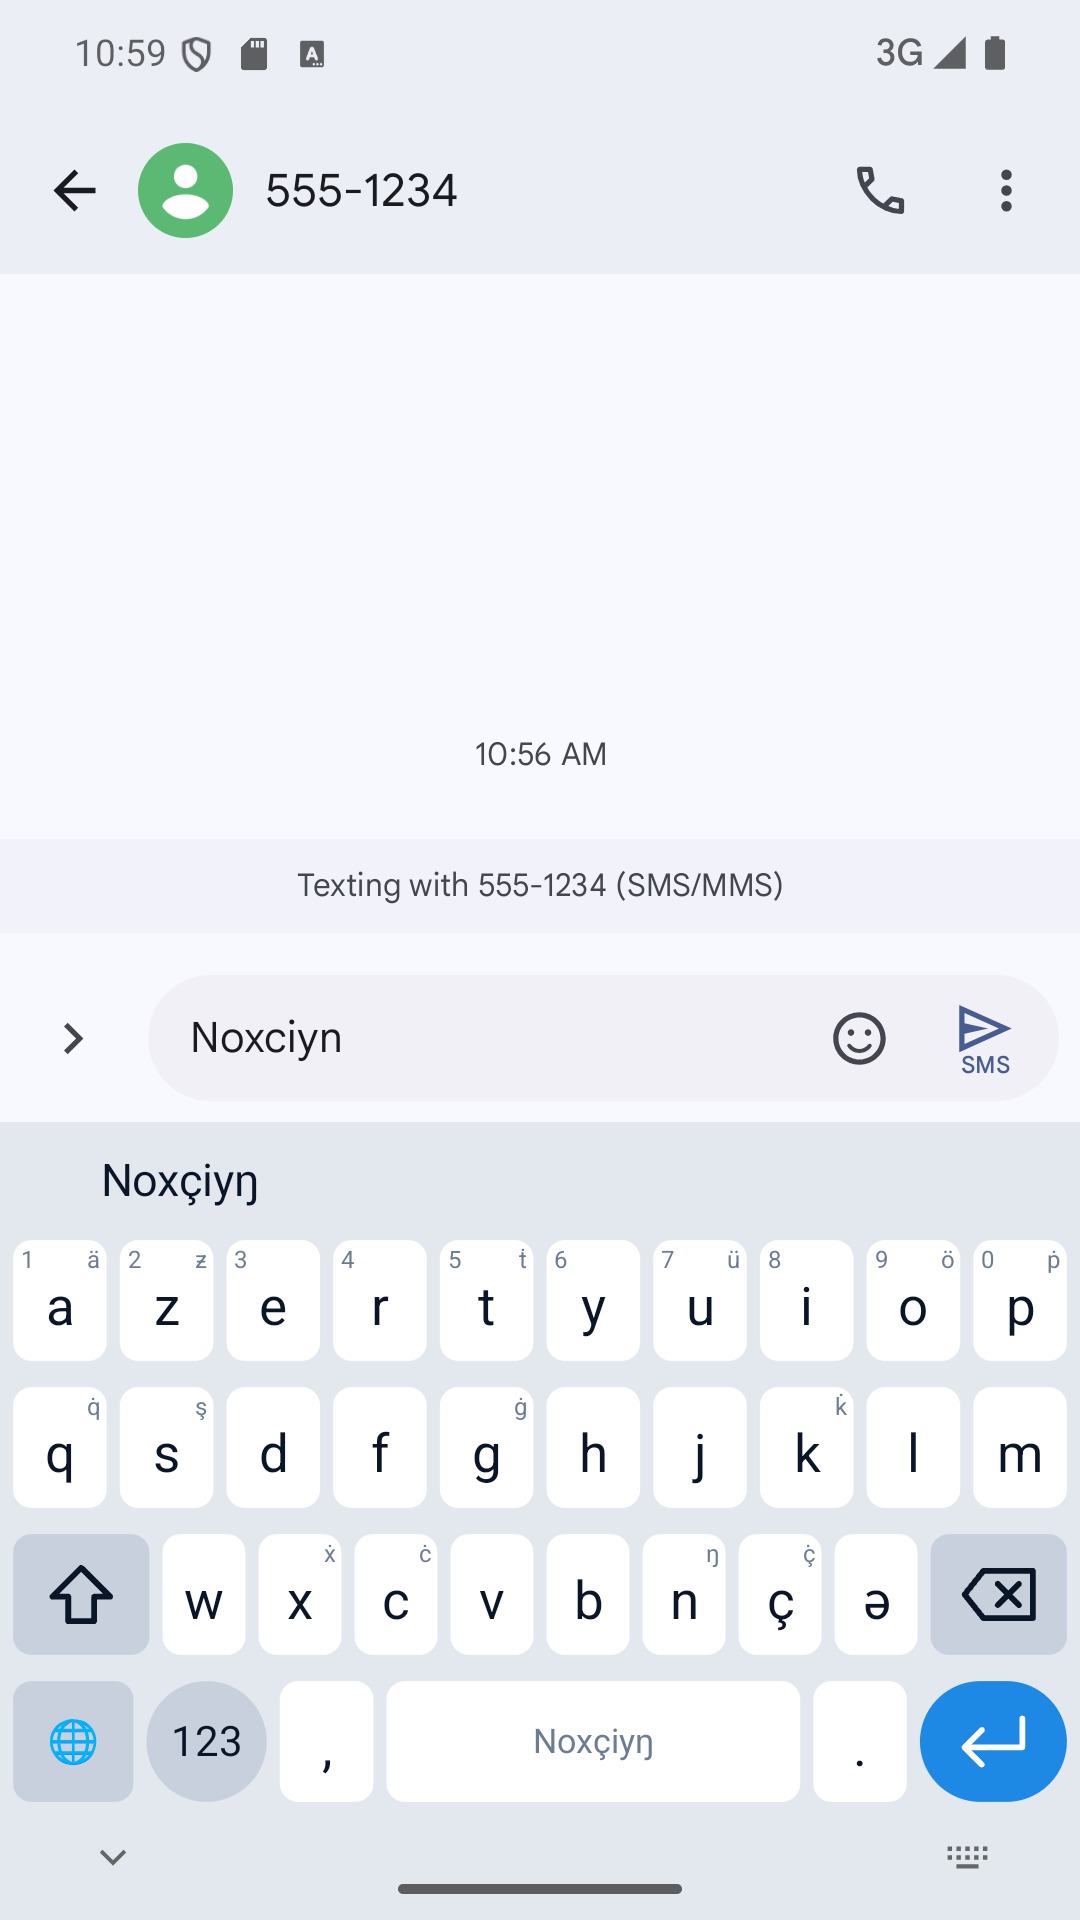 10:59 3G
555-1234
10:56 AM
Texting with 555-1234 (SMS/MMS)
Noxciyn
SMS
Noxçiyŋ
1 ä 2 ƶ 3 4 5 ṫ 6 7 ü 8 9 ö 0 ṗ
a z e r t y u i o p
q̇ ş ġ k̇
q s d f g h j k l m
ẋ ċ ŋ ç̇
w x c v b n ç ə
123 , Noxçiyŋ .